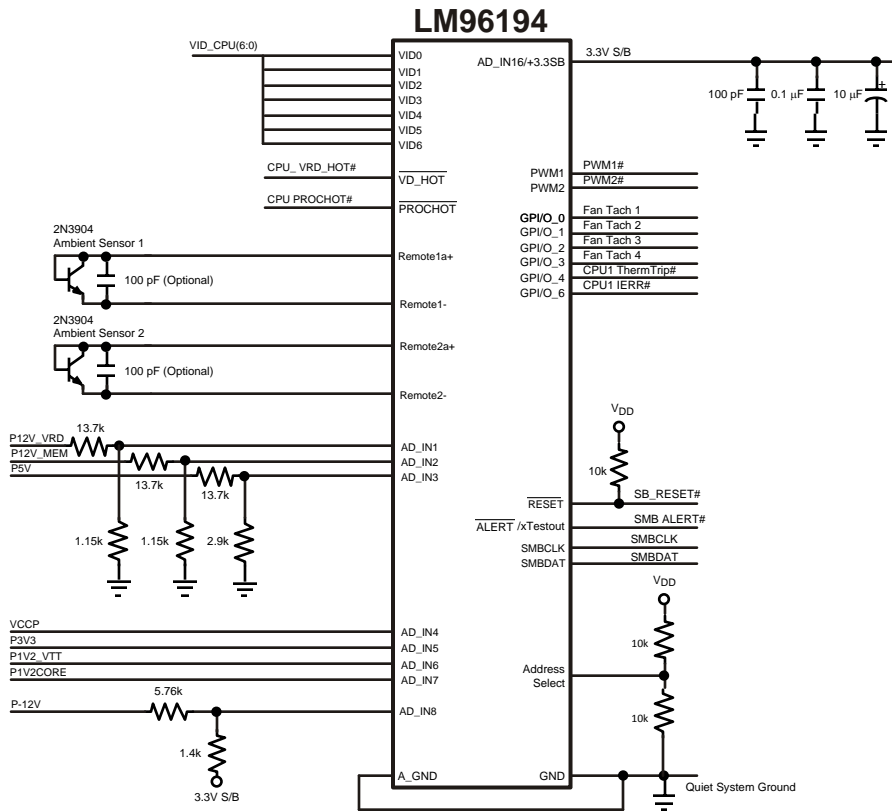 LM96194
VID_CPU(6:0)
VID0
VID1
VID2
VID3
VID4
VID5
VID6
CPU_ VRD_HOT#
VD_HOT
CPU PROCHOT#
PROCHOT
2N3904
Ambient Sensor 1
100 pF (Optional)
Remote1a+
Remote1-
2N3904
Ambient Sensor 2
100 pF (Optional)
Remote2a+
Remote2-
P12V_VRD
13.7k
AD_IN1
P12V_MEM
13.7k
AD_IN2
P5V
13.7k
AD_IN3
1.15k
1.15k
2.9k
VCCP
AD_IN4
P3V3
AD_IN5
P1V2_VTT
AD_IN6
P1V2CORE
AD_IN7
P-12V
5.76k
AD_IN8
1.4k
3.3V S/B
A_GND
AD_IN16/+3.3SB
3.3V S/B
100 pF
0.1 μF
10 μF
+
PWM1
PWM1#
PWM2
PWM2#
GPI/O_0
Fan Tach 1
GPI/O_1
Fan Tach 2
GPI/O_2
Fan Tach 3
GPI/O_3
Fan Tach 4
GPI/O_4
CPU1 ThermTrip#
GPI/O_6
CPU1 IERR#
VDD
10k
RESET
SB_RESET#
ALERT /xTestout
SMB ALERT#
SMBCLK
SMBCLK
SMBDAT
SMBDAT
VDD
10k
Address
Select
10k
GND
Quiet System Ground